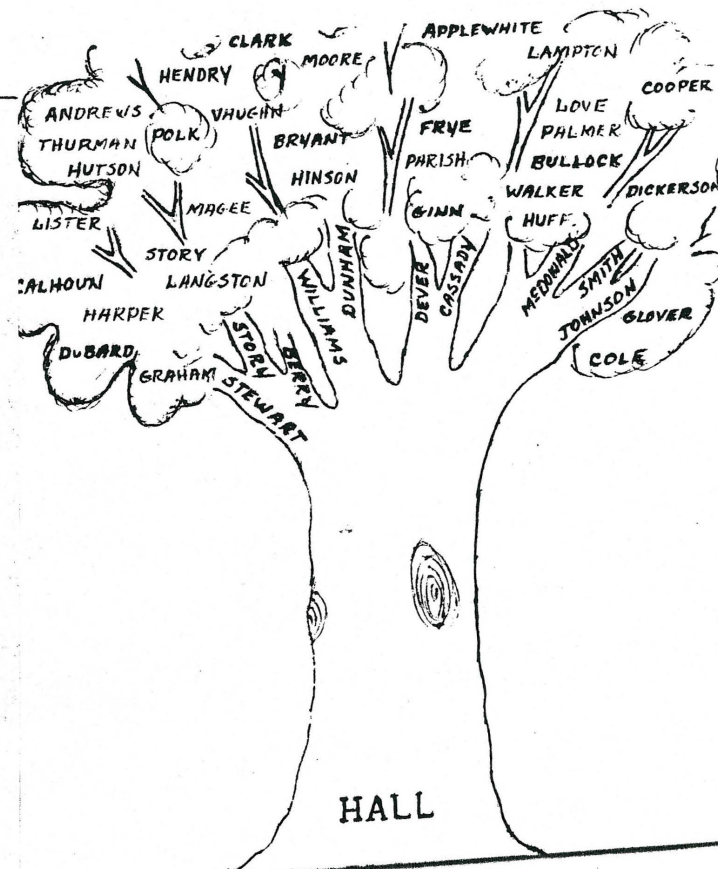 CLARK
APPLEWHITE
HENDRY
MOORE
LAMPTON
ANDREWS
VAUGHN
LOVE
COOPER
THURMAN
POLK
BRYANT
FRYE
PALMER
HUTSON
HINSON
PARISH
BULLOCK
LISTER
MAGEE
GINN
WALKER
DICKERSON
STORY
HUFF
CALHOUN
LANGSTON
HARPER
DuBARD
GRAHAM
STEWART
STORY
BERRY
WILLIAMS
DUNHAM
DEVER
CASSADY
MCDONALD
SMITH
JOHNSON
GLOVER
COLE
HALL